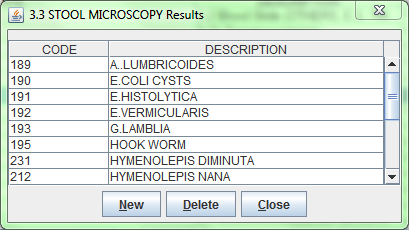 3.3 STOOL MICROSCOPY Results
CODE DESCRIPTION
189 A..LUMBRICOIDES
190 E.COLI CYSTS
191 E.HISTOLYTICA
192 E.VERMICULARIS
193 G.LAMBLIA
195 HOOK WORM
231 HYMENOLEPIS DIMINUTA
212 HYMENOLEPIS NANA
New Delete Close